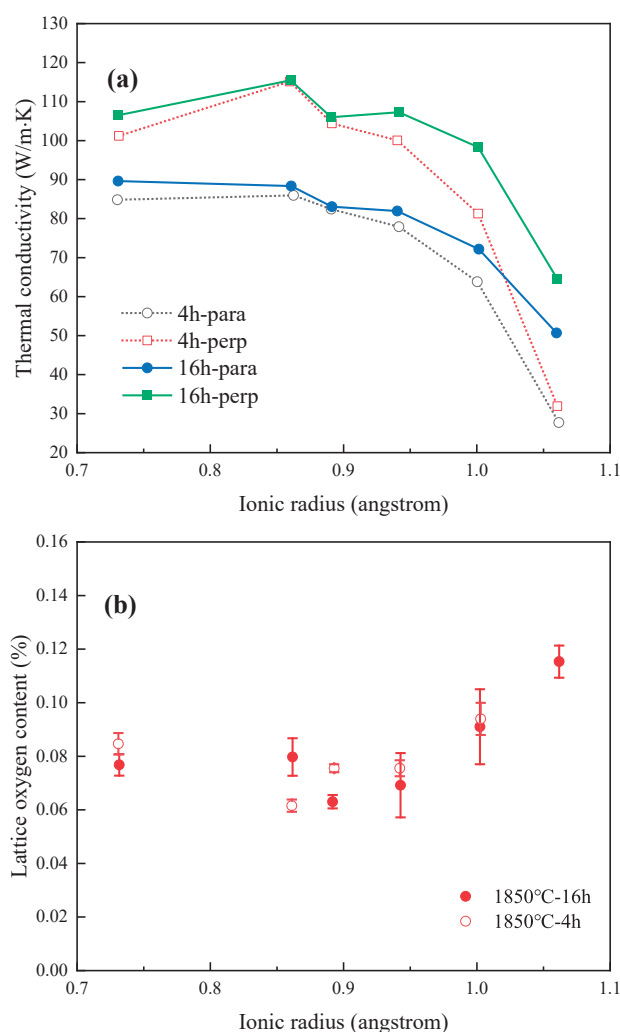 130
120
110
100
90
80
70
60
50
40
30
20
Thermal conductivity (W/m·K)
(a)
4h-para
4h-perp
16h-para
16h-perp
0.7
0.8
0.9
1.0
1.1
Ionic radius (angstrom)
0.16
0.14
0.12
0.10
0.08
0.06
0.04
0.02
0.00
Lattice oxygen content (%)
(b)
1850°C-16h
1850°C-4h
0.7
0.8
0.9
1.0
1.1
Ionic radius (angstrom)